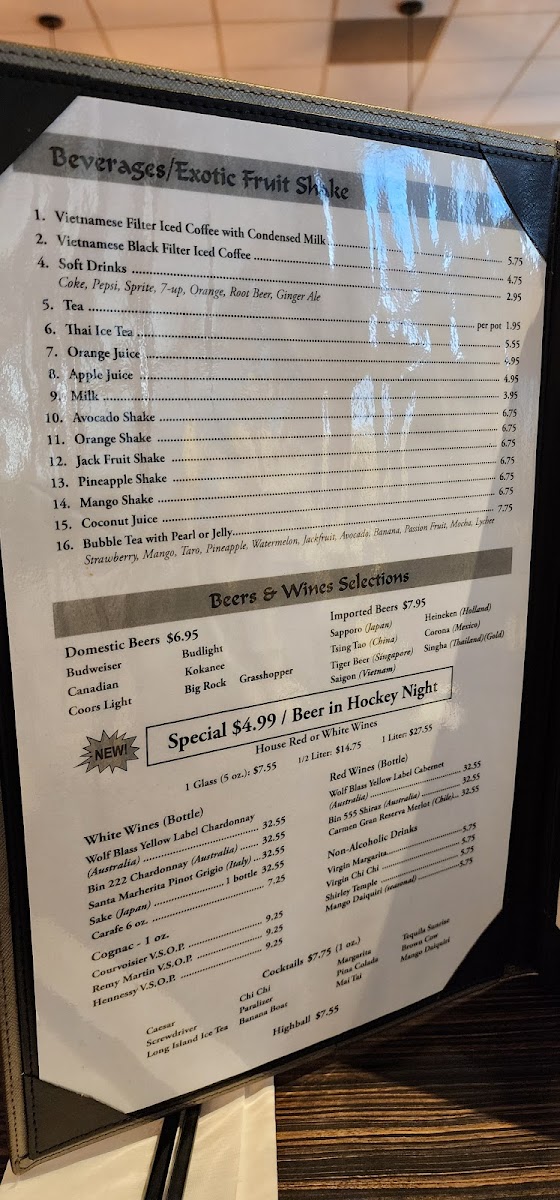 Beverages/Exotic Fruit Shake
1. Vietnamese Filter Iced Coffee with Condensed Milk 5.75
2. Vietnamese Black Filter Iced Coffee 4.75
4. Soft Drinks 2.95
Coke, Pepsi, Sprite, 7-up, Orange, Root Beer, Ginger Ale
5. Tea per pot 1.95
6. Thai Ice Tea 5.55
7. Orange Juice 4.95
8. Apple Juice 4.95
9. Milk 3.95
10. Avocado Shake 6.75
11. Orange Shake 6.75
12. Jack Fruit Shake 6.75
13. Pineapple Shake 6.75
14. Mango Shake 6.75
15. Coconut Juice 6.75
16. Bubble Tea with Pearl or Jelly 7.75
Strawberry, Mango, Taro, Pineapple, Watermelon, Jackfruit, Avocado, Banana, Passion Fruit, Mocha, Lychee
Beers & Wines Selections
Domestic Beers $6.95
Budweiser Budlight
Canadian Kokanee
Coors Light Big Rock Grasshopper
Imported Beers $7.95
Sapporo (Japan) Heineken (Holland)
Tsing Tao (China) Corona (Mexico)
Tiger Beer (Singapore) Singha (Thailand)(Gold)
Saigon (Vietnam)
NEW!
Special $4.99 / Beer in Hockey Night
House Red or White Wines
1 Glass (5 oz.): $7.55 1/2 Liter: $14.75 1 Liter: $27.55
White Wines (Bottle)
Wolf Blass Yellow Label Chardonnay
(Australia) 32.55
Bin 222 Chardonnay (Australia) 32.55
Santa Marherita Pinot Grigio (Italy) 32.55
Sake (Japan) 1 bottle 32.55
Carafe 6 oz. 7.25
Cognac - 1 oz.
Courvoisier V.S.O.P. 9.25
Remy Martin V.S.O.P. 9.25
Hennessy V.S.O.P. 9.25
Red Wines (Bottle)
Wolf Blass Yellow Label Cabernet
(Australia) 32.55
Bin 555 Shiraz (Australia) 32.55
Carmen Gran Reserva Merlot (Chile) 32.55
Non-Alcoholic Drinks
Virgin Margarita 5.75
Virgin Chi Chi 5.75
Shirley Temple 5.75
Mango Daiquiri (seasonal) 5.75
Cocktails $7.75 (1 oz.)
Caesar Chi Chi Margarita Tequila Sunrise
Screwdriver Paralizer Pina Colada Brown Cow
Long Island Ice Tea Banana Boat Mai Tai Mango Daiquiri
Highball $7.55